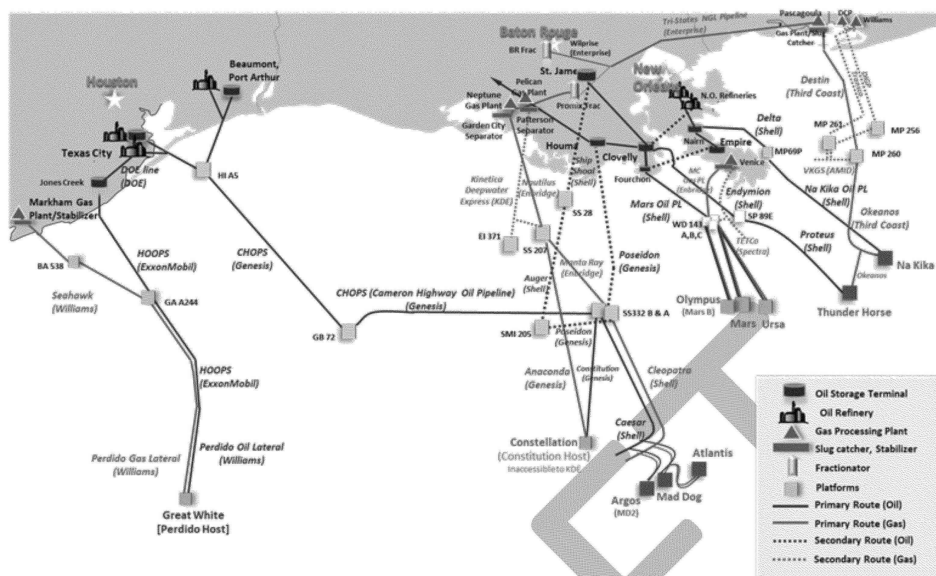 Tri-States NGL Pipeline
(Enterprise)
Pascagoula
DCP
Williams
Gas Plant/Slug
Catcher
Baton Rouge
BR Frac
Wilprise
(Enterprise)
St. James
Promix Frac
Pelican
Gas Plant
Neptune
Gas Plant
Garden City
Separator
Patterson
Separator
New
Orleans
N.O. Refineries
Destin
(Third Coast)
Houston
Beaumont,
Port Arthur
Texas City
DOE line
(DOE)
HI A5
Jones Creek
Markham Gas
Plant/Stabilizer
BA 538
Seahawk
(Williams)
GA A244
HOOPS
(ExxonMobil)
HOOPS
(ExxonMobil)
Perdido Gas Lateral
(Williams)
Perdido Oil Lateral
(Williams)
Great White
[Perdido Host]
CHOPS
(Genesis)
CHOPS (Cameron Highway Oil Pipeline)
(Genesis)
GB 72
Houma
Clovelly
Fourchon
Nairn
Empire
Venice
Delta
(Shell)
MP69P
MP 261
MP 256
MP 260
VKGS (AMID)
Ship
Shoal
(Shell)
SS 28
Nautilus
(Enbridge)
Kinetica
Deepwater
Express (KDE)
EI 371
SS 207
Manta Ray
(Enbridge)
Auger
(Shell)
Poseidon
(Genesis)
SMI 205
Poseidon
(Genesis)
SS332 B & A
Anaconda
(Genesis)
Constitution
(Genesis)
Cleopatra
(Shell)
Caesar
(Shell)
Constellation
(Constitution Host)
Inaccessible to KDE
Argos
(MD2)
Mad Dog
Atlantis
Mars Oil PL
(Shell)
MC
Gas PL
(Enbridge)
WD 143
A,B,C
Endymion
(Shell)
SP 89E
TETCo
(Spectra)
Na Kika Oil PL
(Shell)
Proteus
(Shell)
Okeanos
(Third Coast)
Okeanos
Na Kika
Thunder Horse
Olympus
(Mars B)
Mars
Ursa
Oil Storage Terminal
Oil Refinery
Gas Processing Plant
Slug catcher, Stabilizer
Fractionator
Platforms
Primary Route (Oil)
Primary Route (Gas)
Secondary Route (Oil)
Secondary Route (Gas)